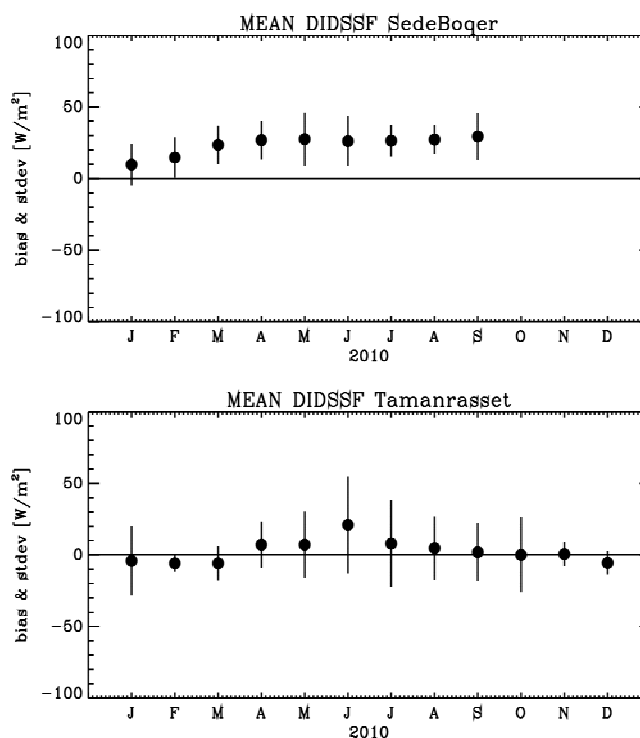 MEAN DIDSSF SedeBoqer
100
50
0
−50
−100
bias & stdev [W/m²]
J F M A M J J A S O N D
2010
MEAN DIDSSF Tamanrasset
100
50
0
−50
−100
bias & stdev [W/m²]
J F M A M J J A S O N D
2010